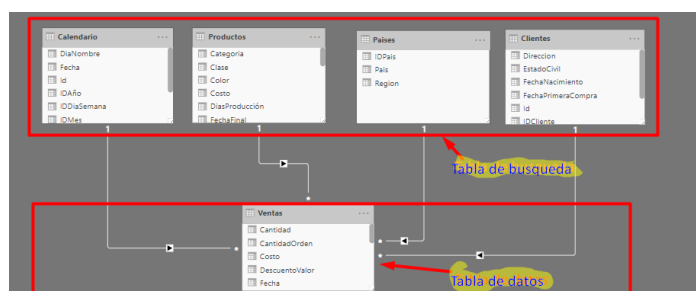 Calendario
DiaNombre
Fecha
Id
IDAño
IDDiaSemana
IDMes
1
Productos
Categoria
Clase
Color
Costo
DiasProducción
FechaFinal
1
Paises
IDPais
Pais
Region
1
Clientes
Direccion
EstadoCivil
FechaNacimiento
FechaPrimeraCompra
Id
IDCliente
1
Tabla de busqueda
Ventas
Cantidad
CantidadOrden
Costo
DescuentoValor
Fecha
Tabla de datos